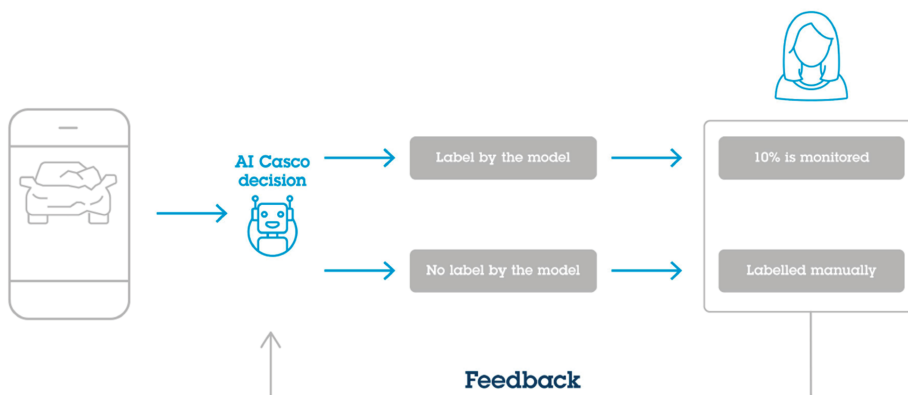 AI Casco
decision
Label by the model
10% is monitored
No label by the model
Labelled manually
Feedback